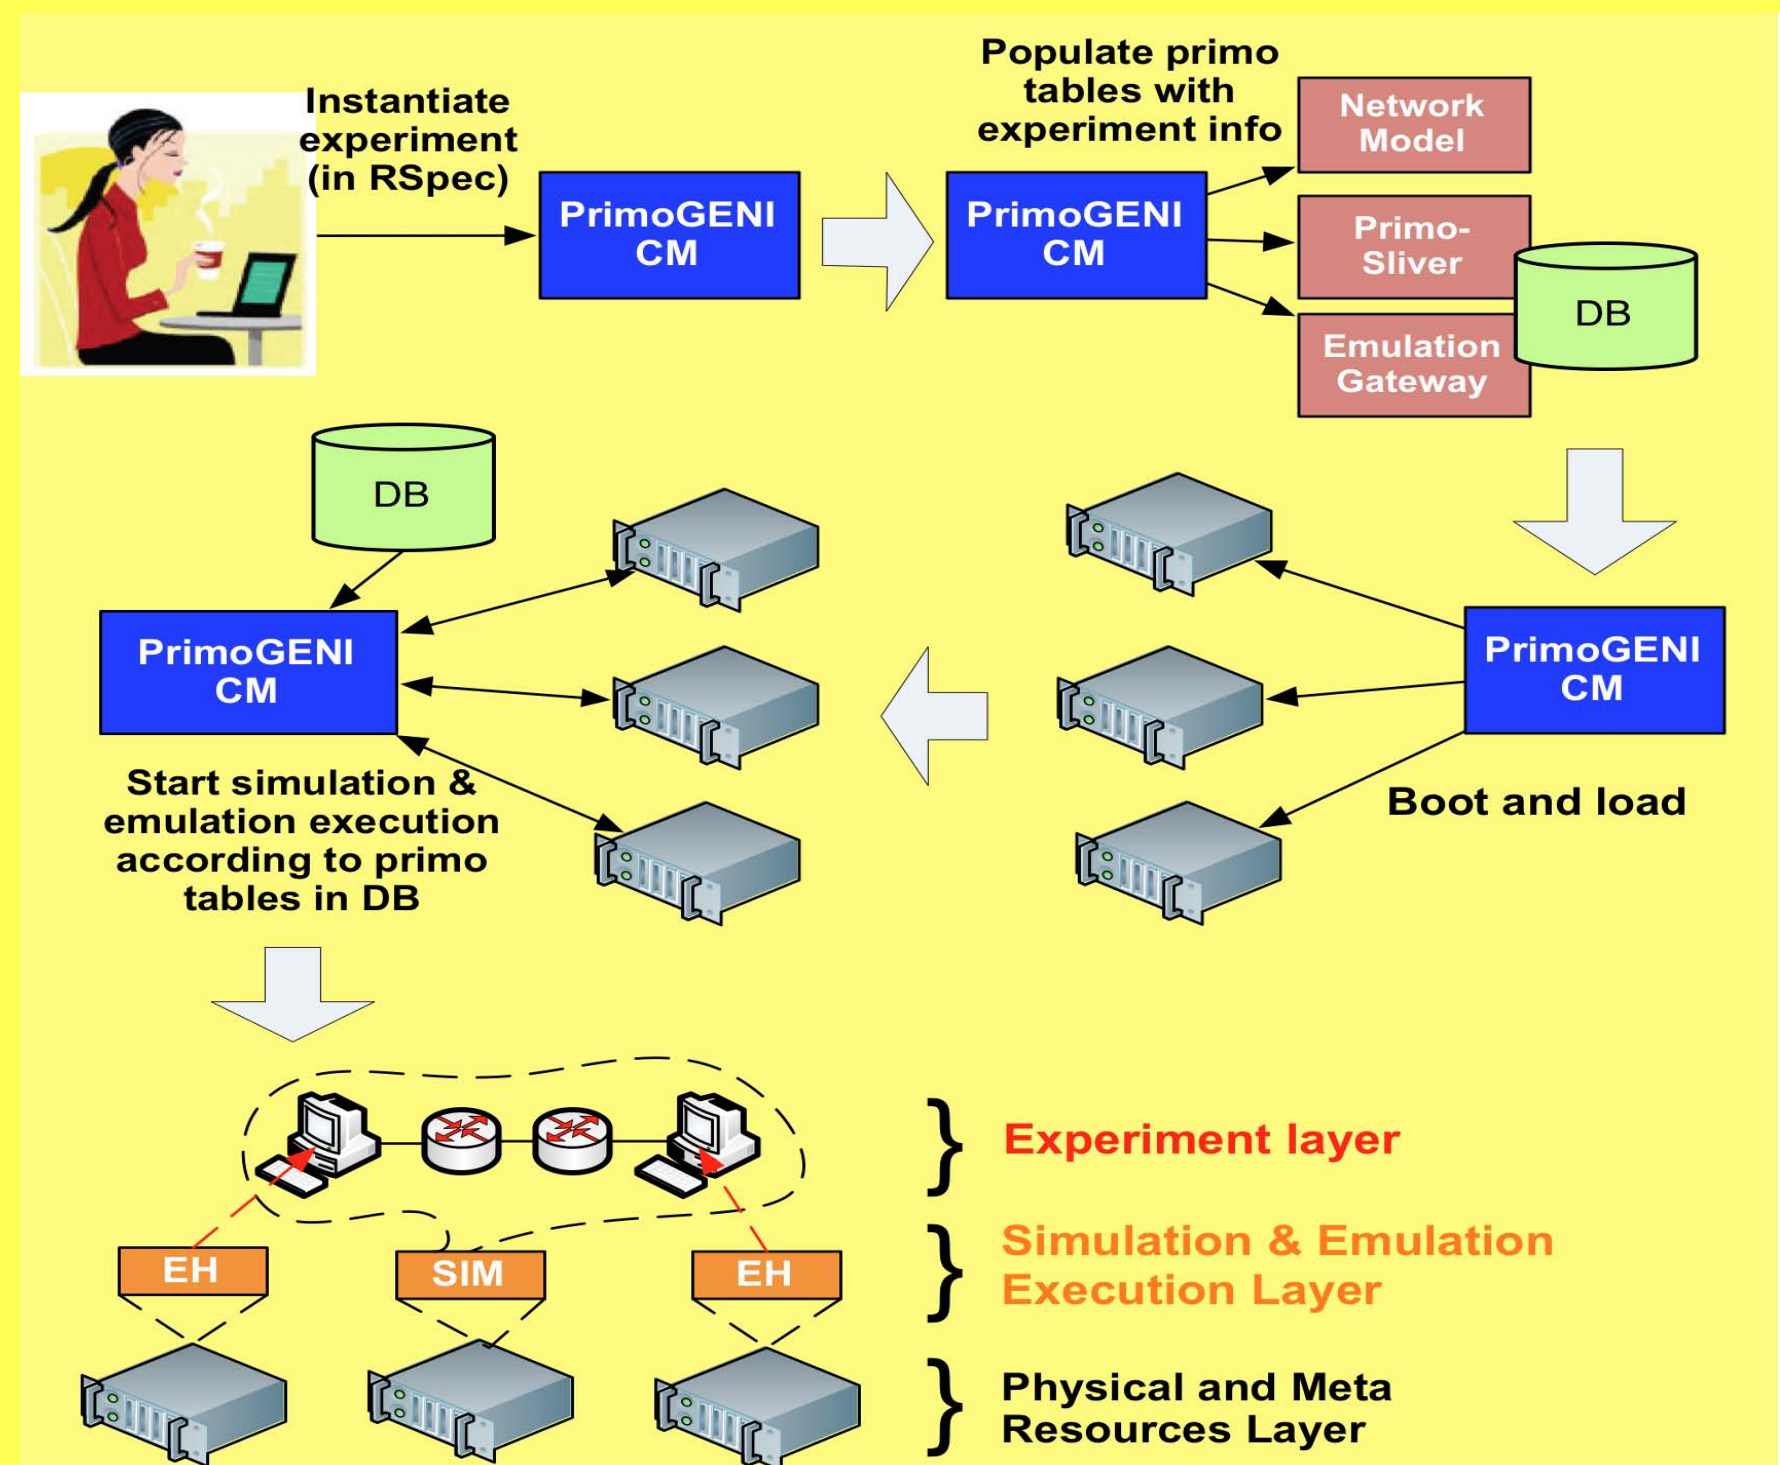 Instantiate
experiment
(in RSpec)
PrimoGENI
CM
Populate primo
tables with
experiment info
PrimoGENI
CM
Network
Model
Primo-
Sliver
Emulation
Gateway
DB
PrimoGENI
CM
Boot and load
DB
PrimoGENI
CM
Start simulation &
emulation execution
according to primo
tables in DB
Experiment layer
EH
SIM
EH
Simulation & Emulation
Execution Layer
Physical and Meta
Resources Layer